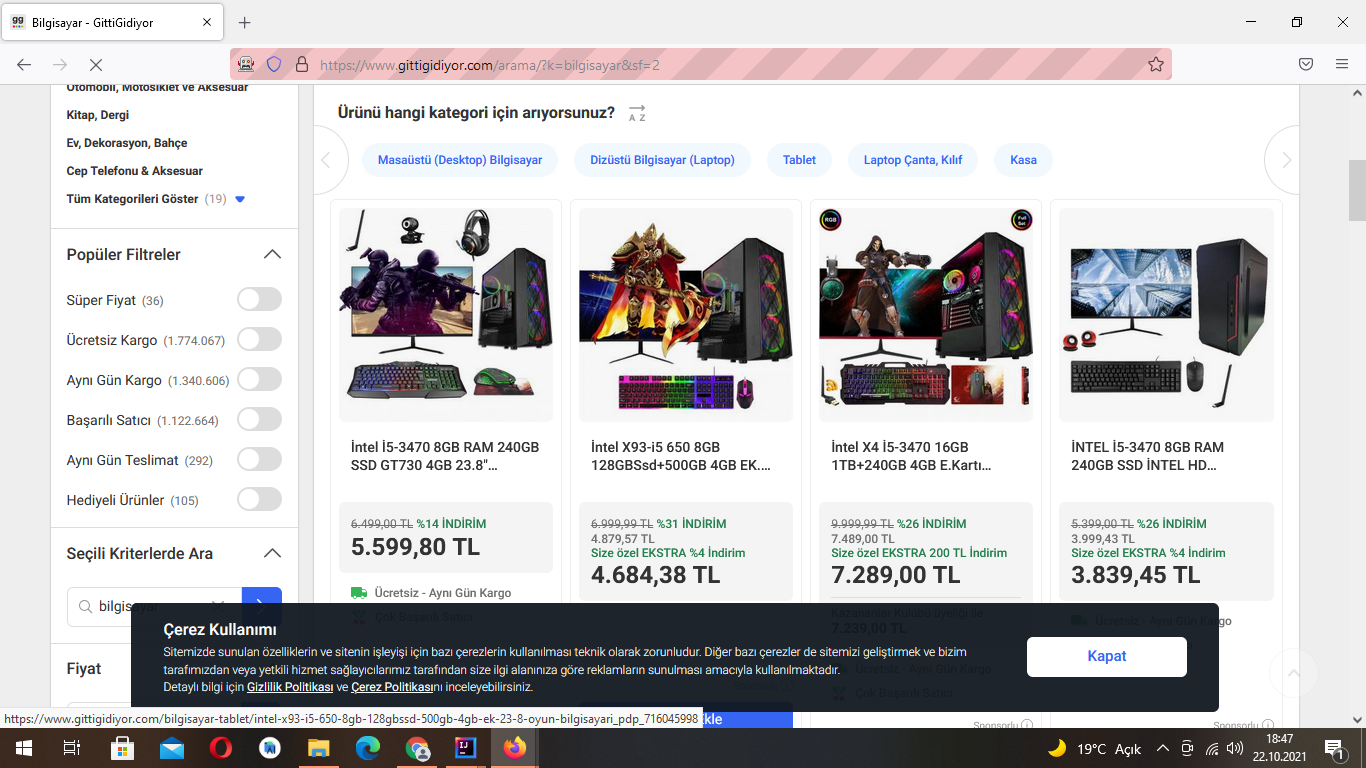 Bilgisayar - GittiGidiyor
https://www.gittigidiyor.com/arama/?k=bilgisayar&sf=2
Otomobil, Motosiklet ve Aksesuar
Kitap, Dergi
Ev, Dekorasyon, Bahçe
Cep Telefonu & Aksesuar
Tüm Kategorileri Göster (19)
Popüler Filtreler
Süper Fiyat (36)
Ücretsiz Kargo (1.774.067)
Aynı Gün Kargo (1.340.606)
Başarılı Satıcı (1.122.664)
Aynı Gün Teslimat (292)
Hediyeli Ürünler (105)
Seçili Kriterlerde Ara
bilgisayar
Fiyat
Ürünü hangi kategori için arıyorsunuz?
A Z
Masaüstü (Desktop) Bilgisayar
Dizüstü Bilgisayar (Laptop)
Tablet
Laptop Çanta, Kılıf
Kasa
İntel İ5-3470 8GB RAM 240GB
SSD GT730 4GB 23.8"...
6.499,00 TL %14 İNDİRİM
5.599,80 TL
Ücretsiz - Aynı Gün Kargo
Çok Başarılı Satıcı
İntel X93-i5 650 8GB
128GBSsd+500GB 4GB EK....
6.999,99 TL %31 İNDİRİM
4.879,57 TL
Size özel EKSTRA %4 İndirim
4.684,38 TL
RGB
Full Set
İntel X4 İ5-3470 16GB
1TB+240GB 4GB E.Kartı...
9.999,99 TL %26 İNDİRİM
7.489,00 TL
Size özel EKSTRA 200 TL İndirim
7.289,00 TL
Kazananlar Kulübü üyeliği ile
7.239,00 TL
Ücretsiz - Aynı Gün Kargo
Çok Başarılı Satıcı
Sponsorlu
İNTEL İ5-3470 8GB RAM
240GB SSD İNTEL HD...
5.399,00 TL %26 İNDİRİM
3.999,43 TL
Size özel EKSTRA %4 İndirim
3.839,45 TL
Ücretsiz - Aynı Gün Kargo
Sponsorlu
Çerez Kullanımı
Sitemizde sunulan özelliklerin ve sitenin işleyişi için bazı çerezlerin kullanılması teknik olarak zorunludur. Diğer bazı çerezler de sitemizi geliştirmek ve bizim
tarafımızdan veya yetkili hizmet sağlayıcılarımız tarafından size ilgi alanınıza göre reklamların sunulması amacıyla kullanılmaktadır.
Detaylı bilgi için Gizlilik Politikası ve Çerez Politikasını inceleyebilirsiniz.
Kapat
https://www.gittigidiyor.com/bilgisayar-tablet/intel-x93-i5-650-8gb-128gbssd-500gb-4gb-ek-23-8-oyun-bilgisayari_pdp_716045998
19°C Açık
18:47
22.10.2021
1